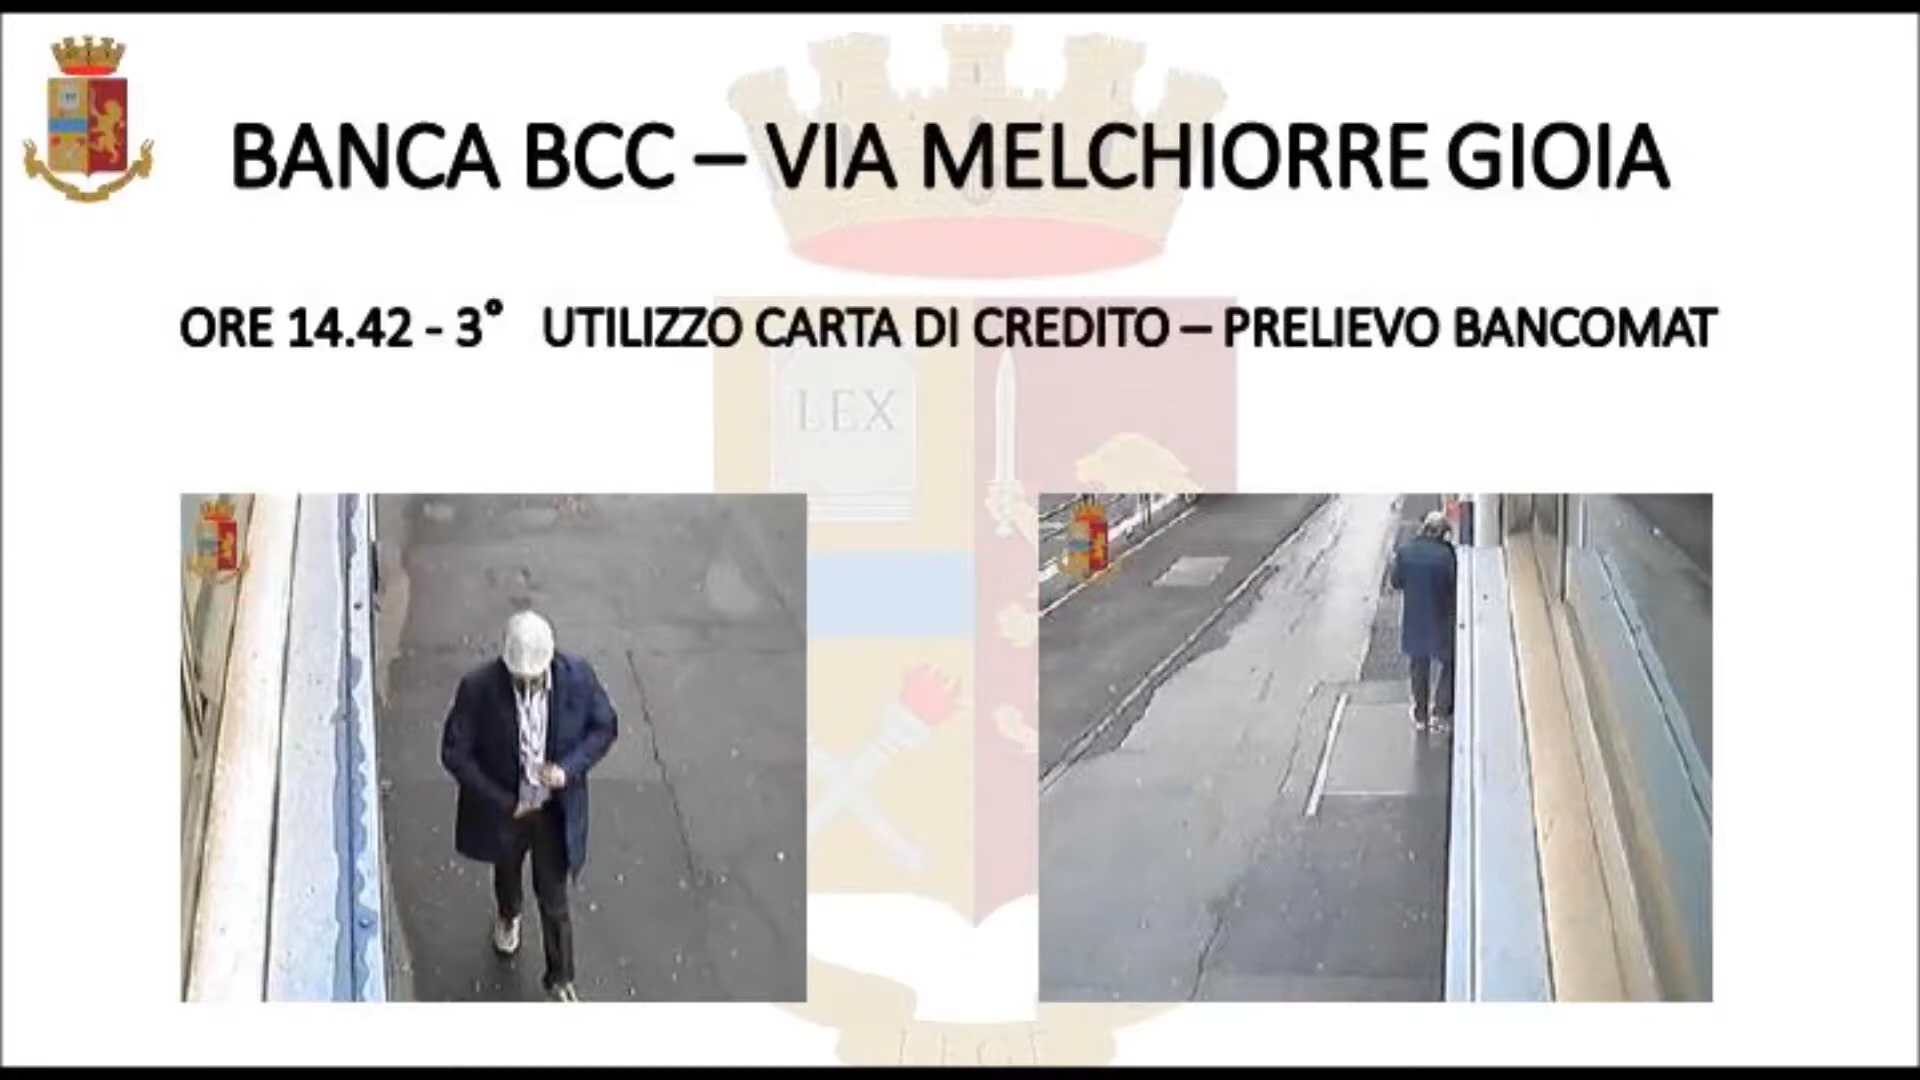 BANCA BCC – VIA MELCHIORRE GIOIA
ORE 14.42 - 3° UTILIZZO CARTA DI CREDITO – PRELIEVO BANCOMAT
LEX